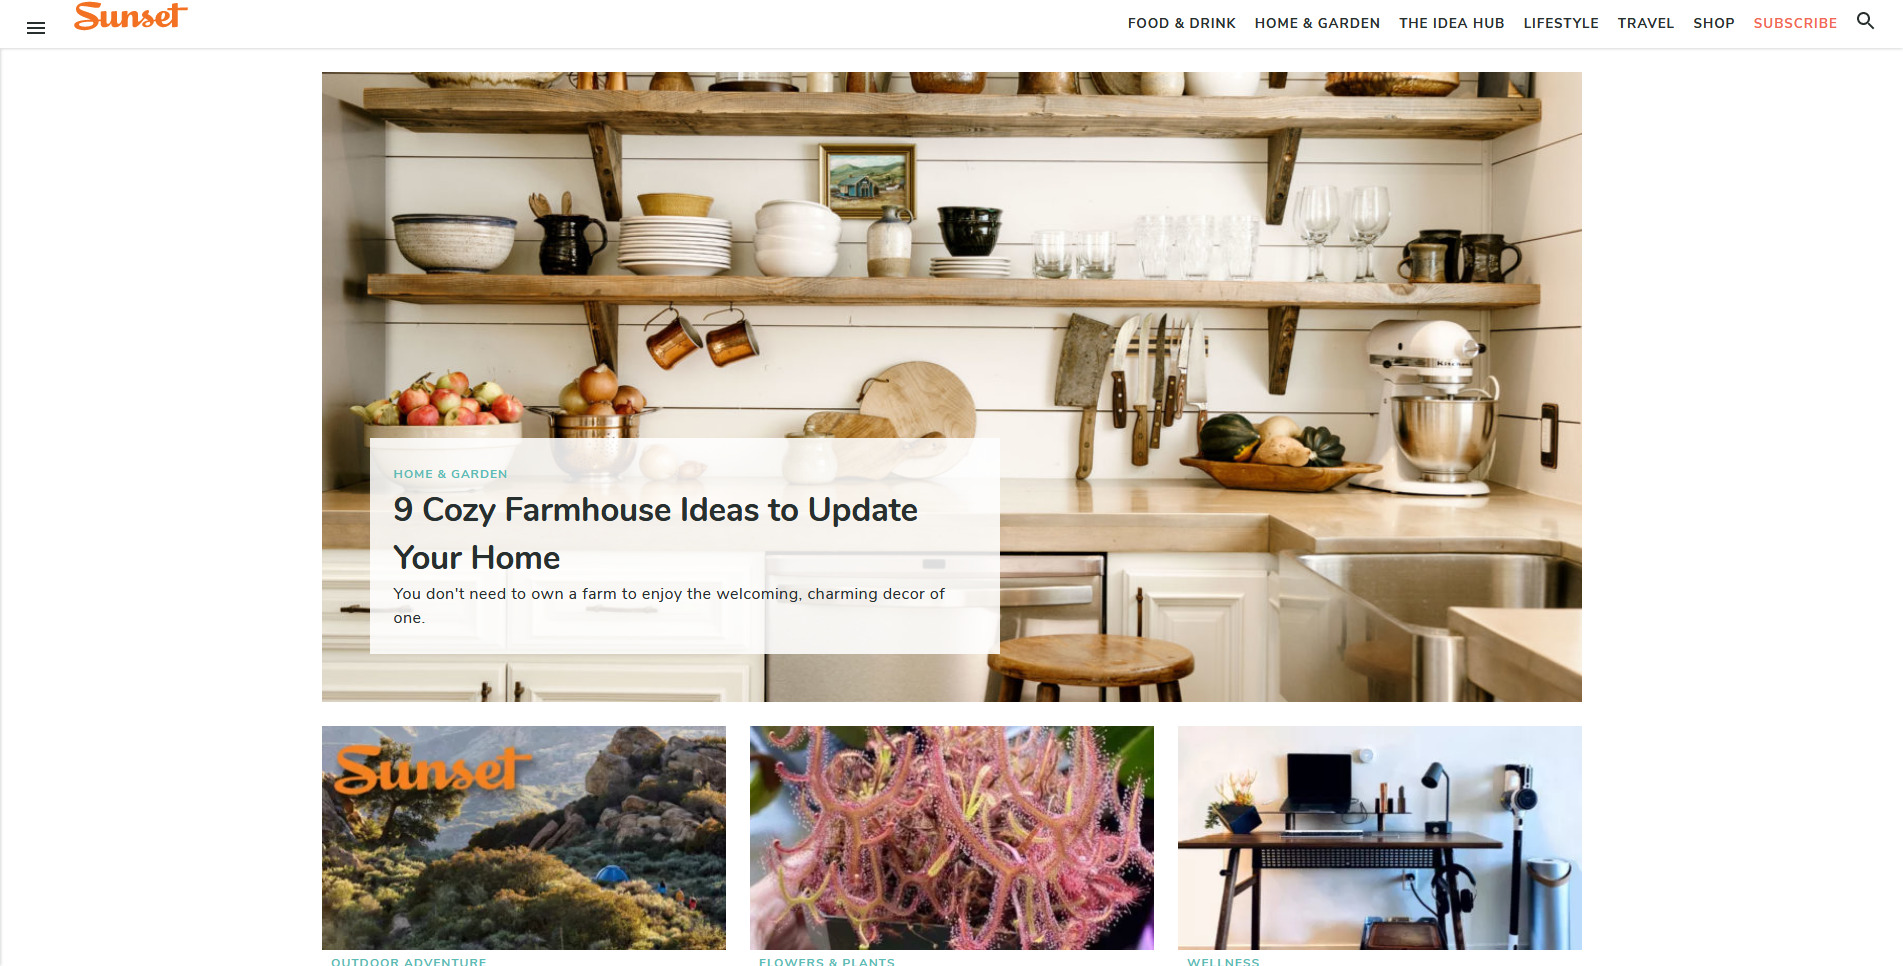 Sunset
FOOD & DRINK HOME & GARDEN THE IDEA HUB LIFESTYLE TRAVEL SHOP SUBSCRIBE
KitchenAid
HOME & GARDEN
9 Cozy Farmhouse Ideas to Update
Your Home
You don't need to own a farm to enjoy the welcoming, charming decor of
one.
Sunset
OUTDOOR ADVENTURE
FLOWERS & PLANTS
WELLNESS